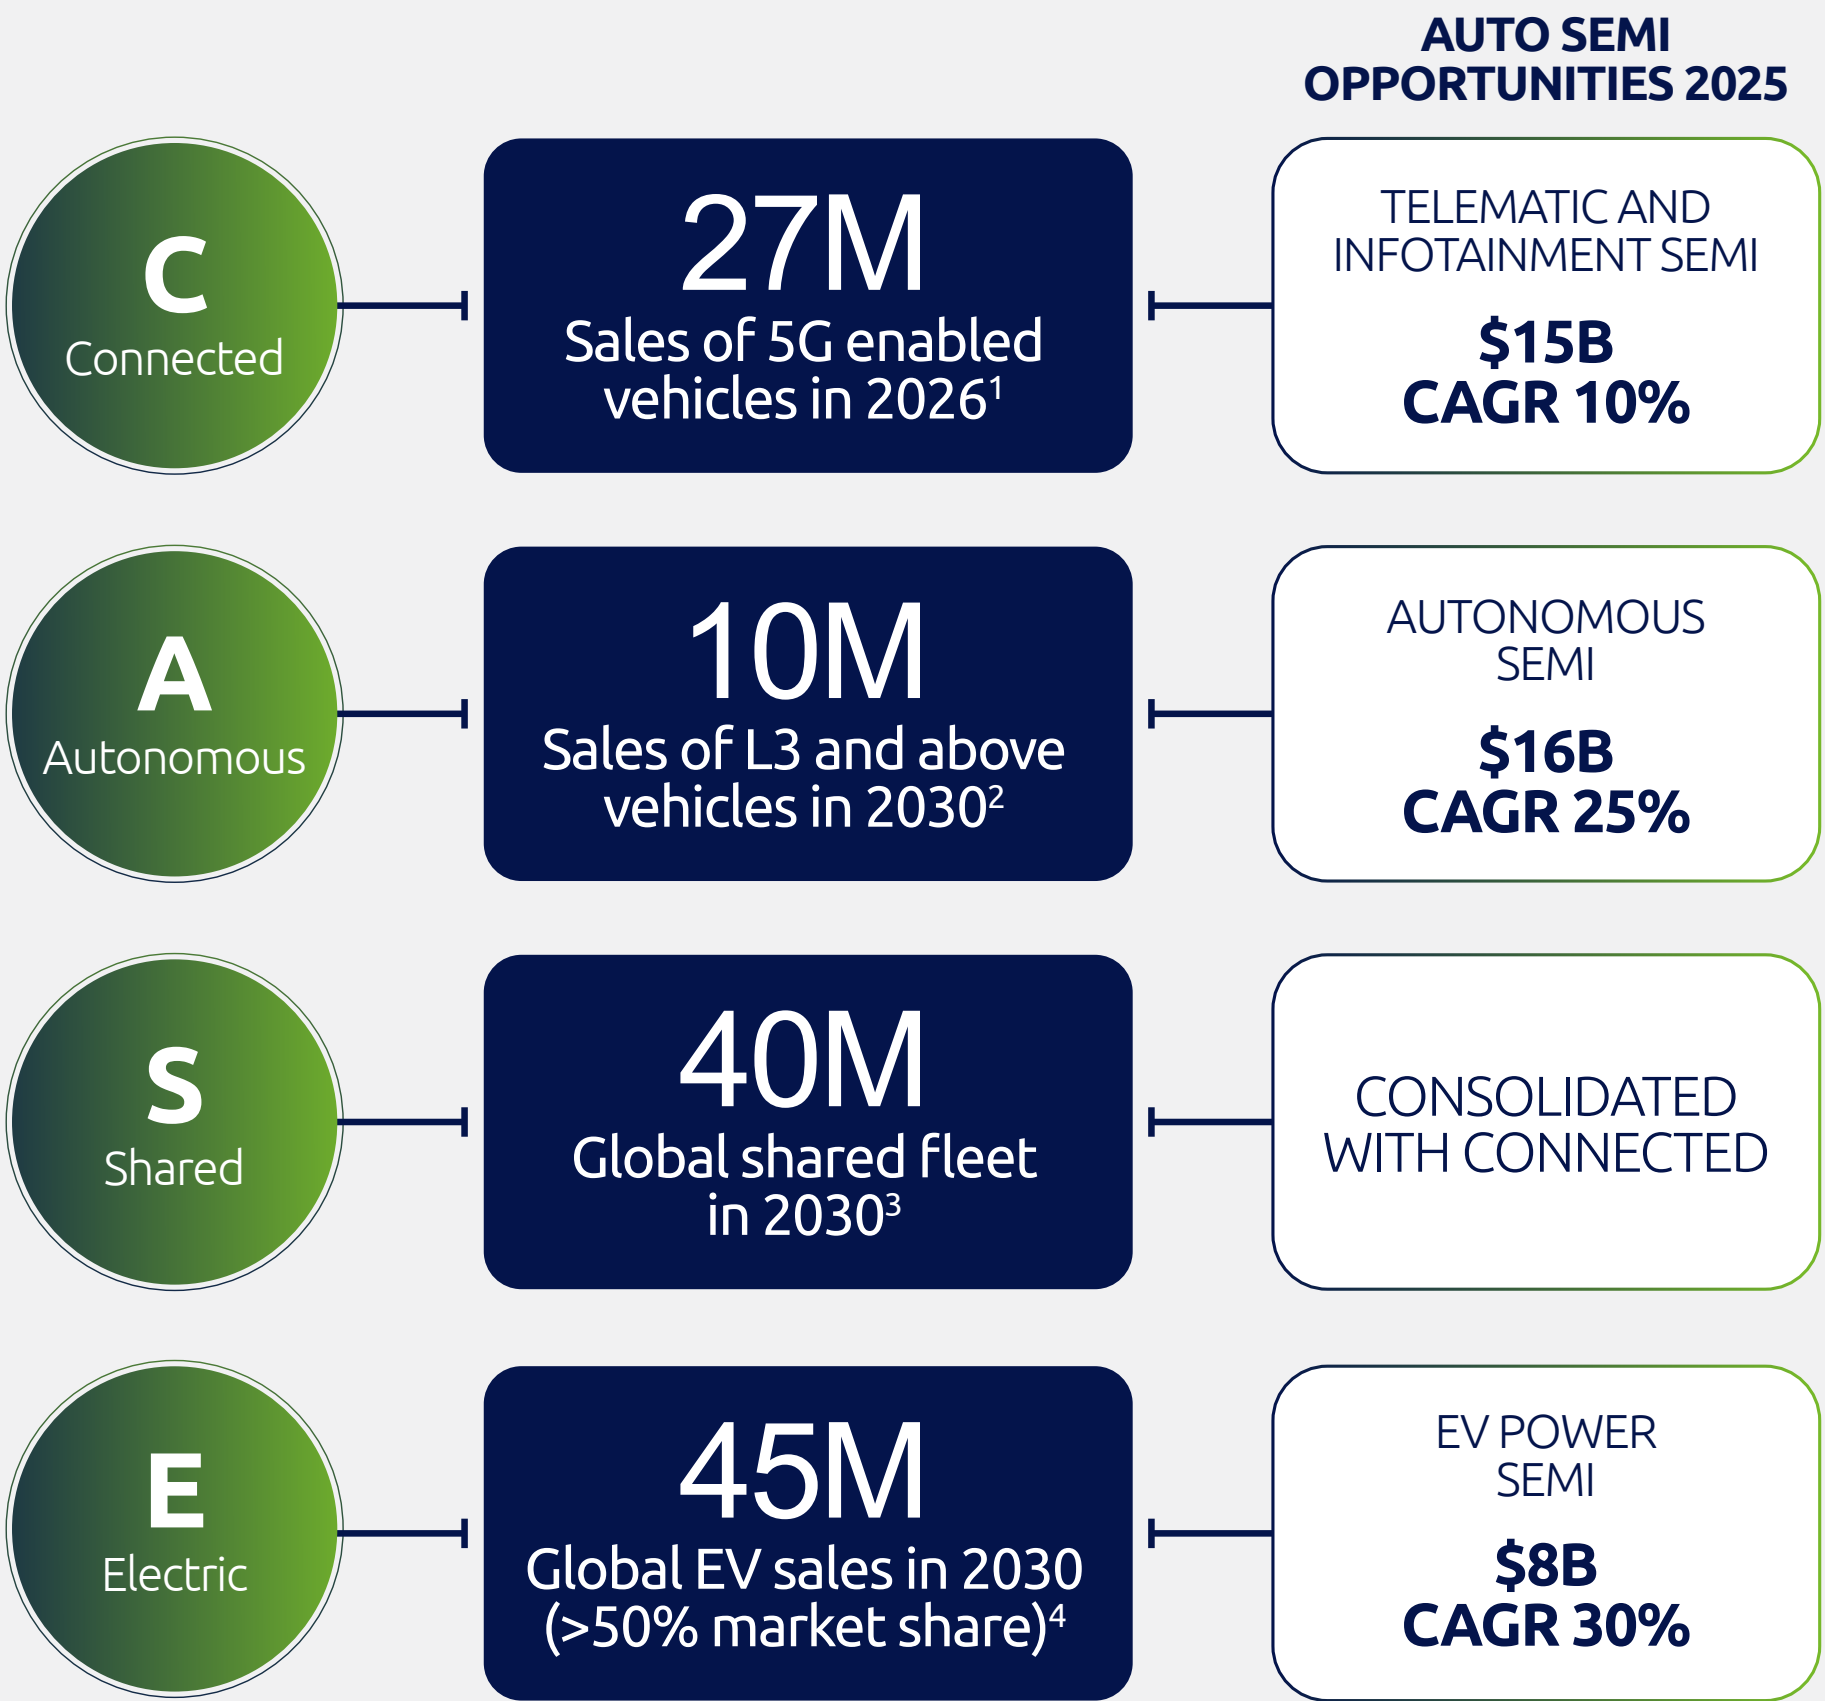 AUTO SEMI
OPPORTUNITIES 2025
C
Connected
27M
Sales of 5G enabled
vehicles in 2026¹
TELEMATIC AND
INFOTAINMENT SEMI
$15B
CAGR 10%
A
Autonomous
10M
Sales of L3 and above
vehicles in 2030²
AUTONOMOUS
SEMI
$16B
CAGR 25%
S
Shared
40M
Global shared fleet
in 2030³
CONSOLIDATED
WITH CONNECTED
E
Electric
45M
Global EV sales in 2030
(>50% market share)⁴
EV POWER
SEMI
$8B
CAGR 30%